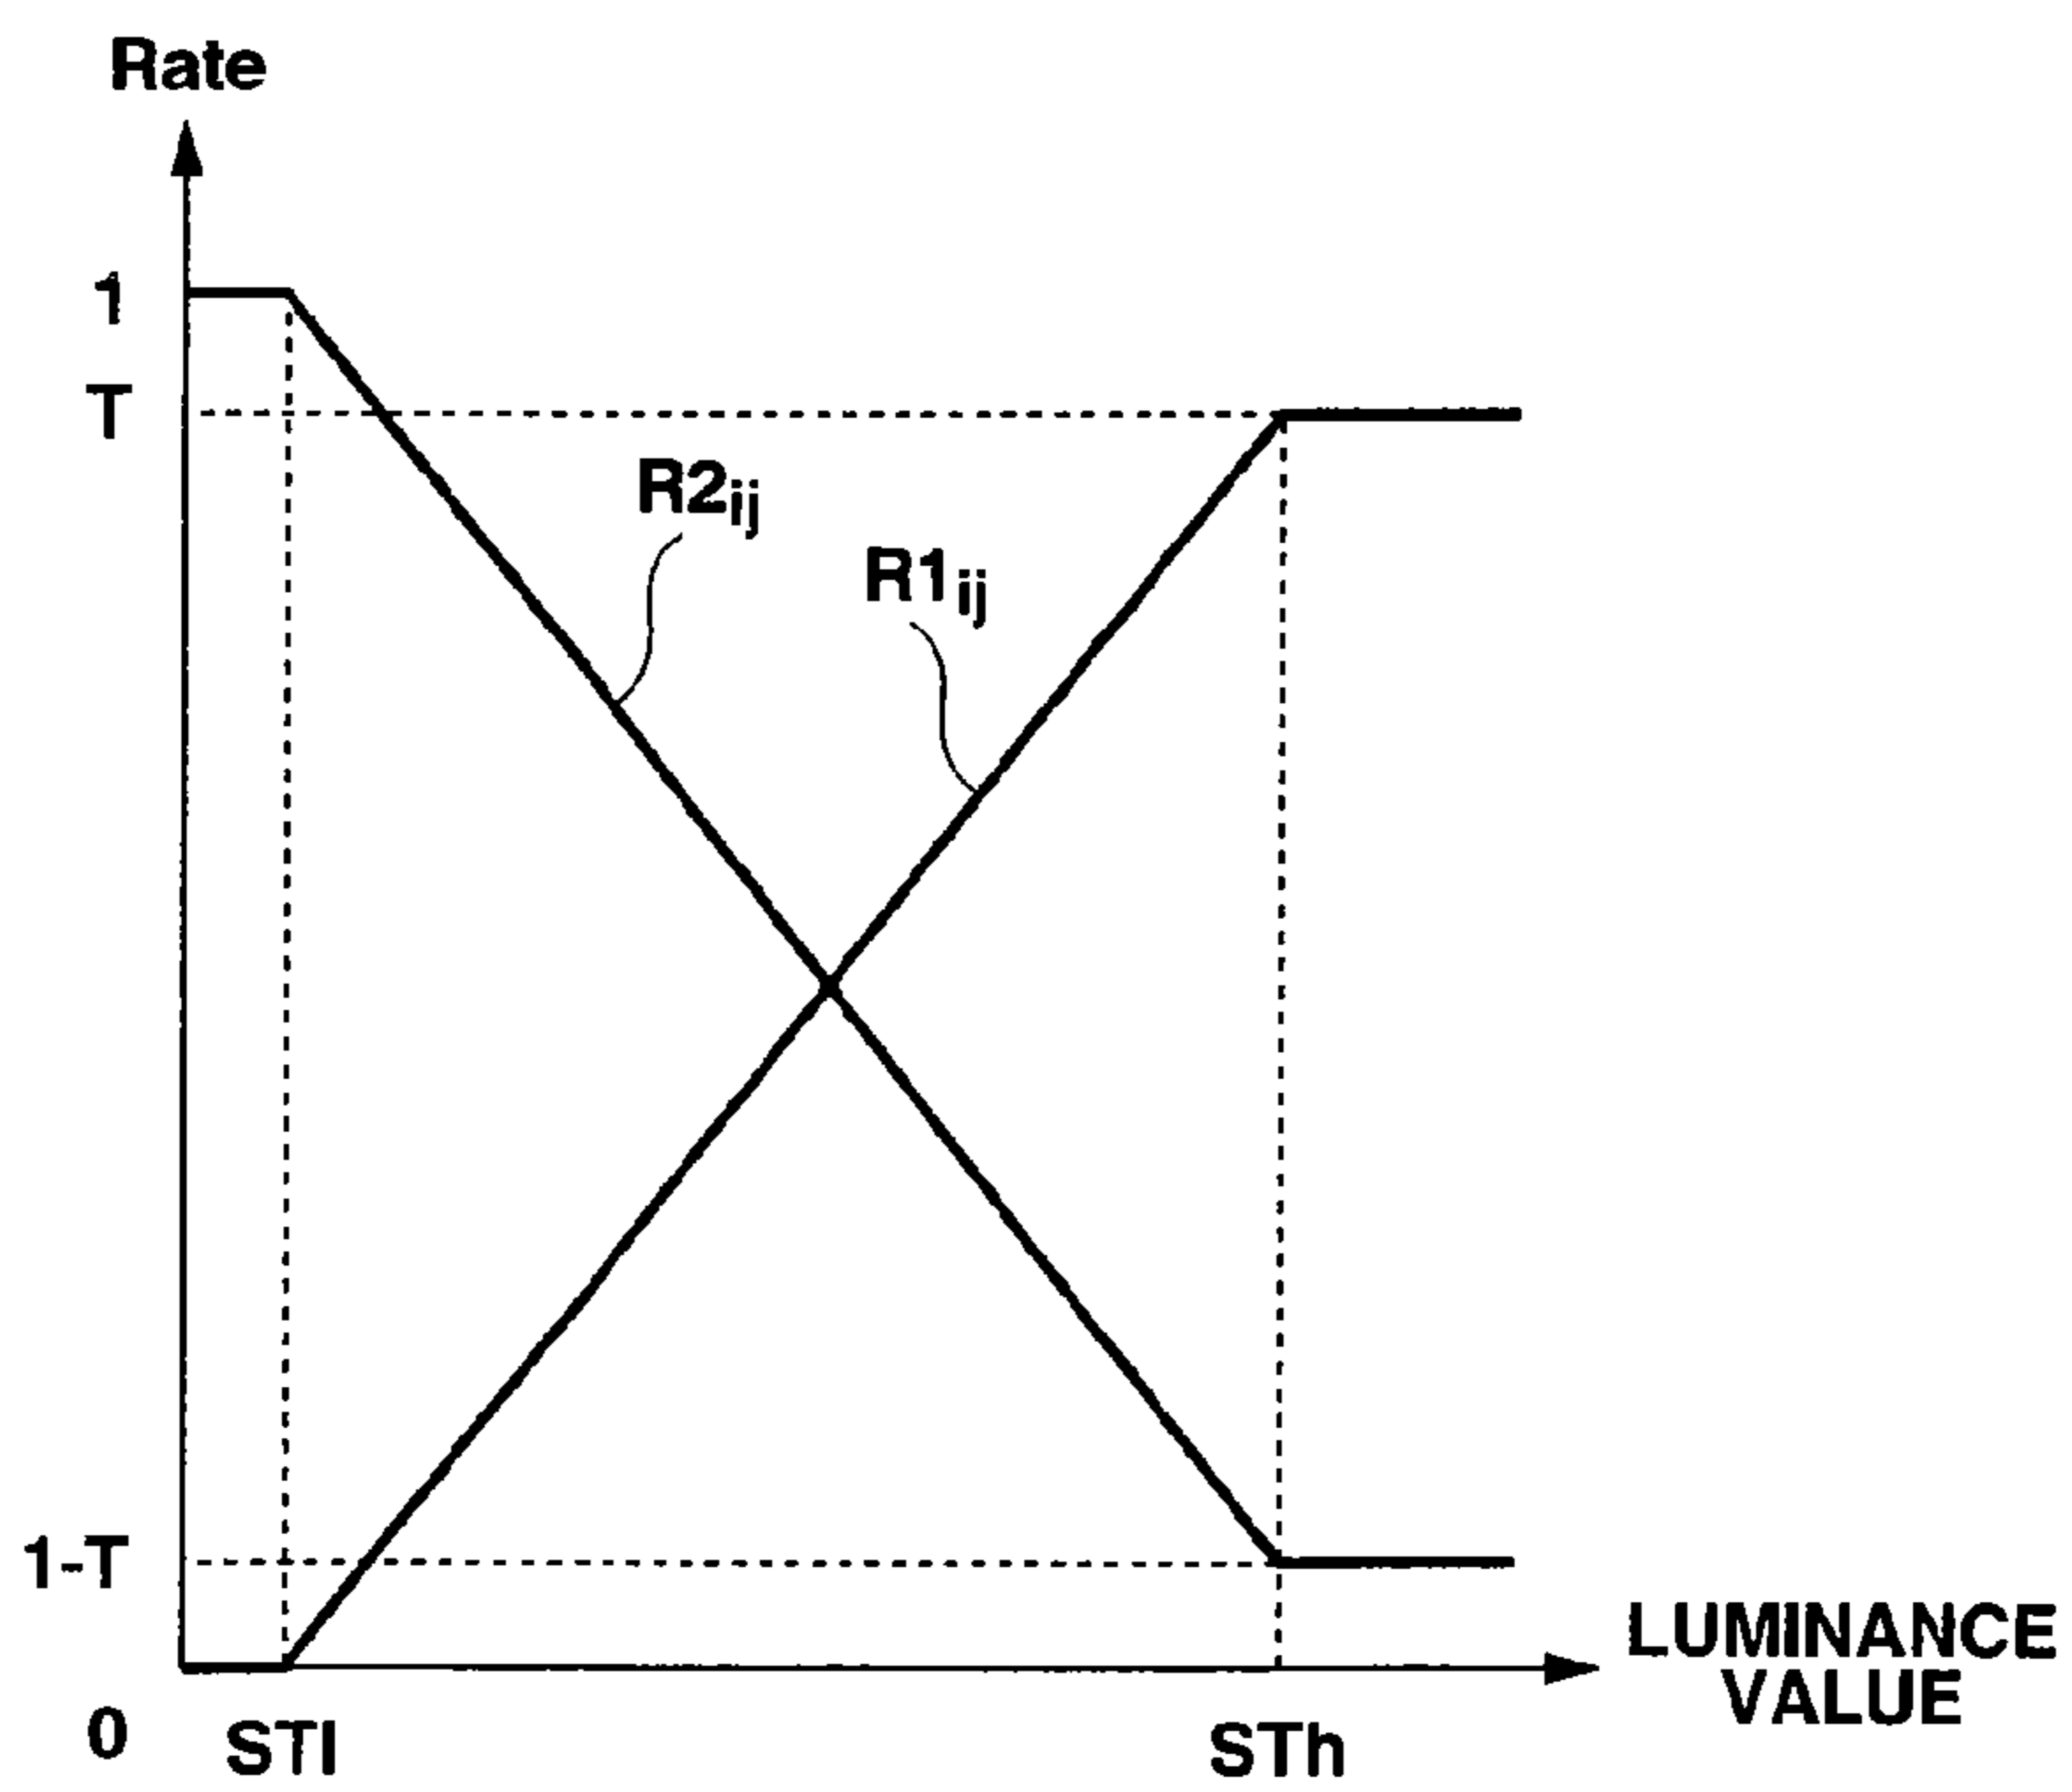 Rate
1
T
R2ij
R1ij
1-T
LUMINANCE
VALUE
0
STl
STh